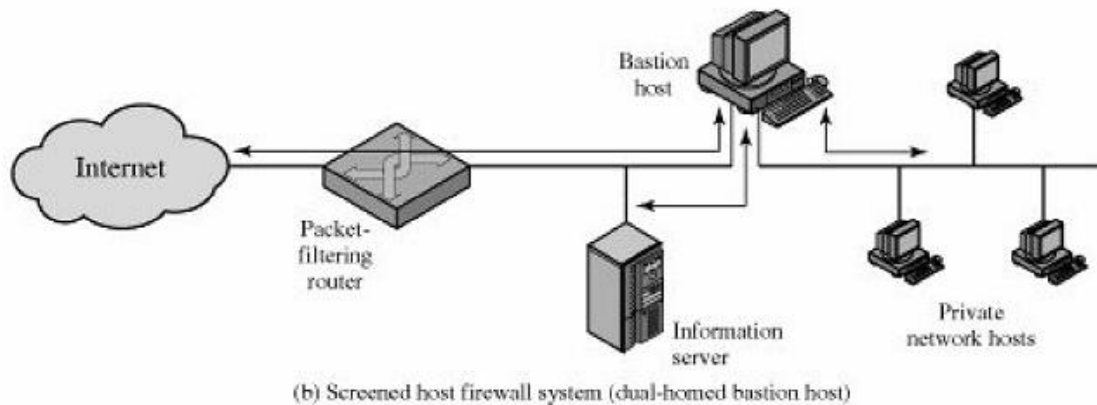 Bastion
host
Internet
Packet-
filtering
router
Information
server
Private
network hosts
(b) Screened host firewall system (dual-homed bastion host)